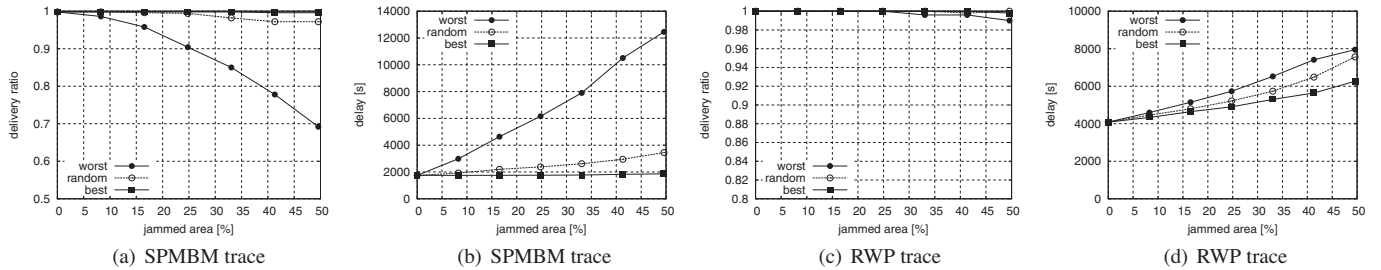 delivery ratio
1
0.9
0.8
0.7
0.6
0.5
worst
random
best
0 5 10 15 20 25 30 35 40 45 50
jammed area [%]
(a) SPMBM trace
delay [s]
14000
12000
10000
8000
6000
4000
2000
0
worst
random
best
0 5 10 15 20 25 30 35 40 45 50
jammed area [%]
(b) SPMBM trace
delivery ratio
1
0.98
0.96
0.94
0.92
0.9
0.88
0.86
0.84
0.82
0.8
worst
random
best
0 5 10 15 20 25 30 35 40 45 50
jammed area [%]
(c) RWP trace
delay [s]
10000
8000
6000
4000
2000
0
worst
random
best
0 5 10 15 20 25 30 35 40 45 50
jammed area [%]
(d) RWP trace